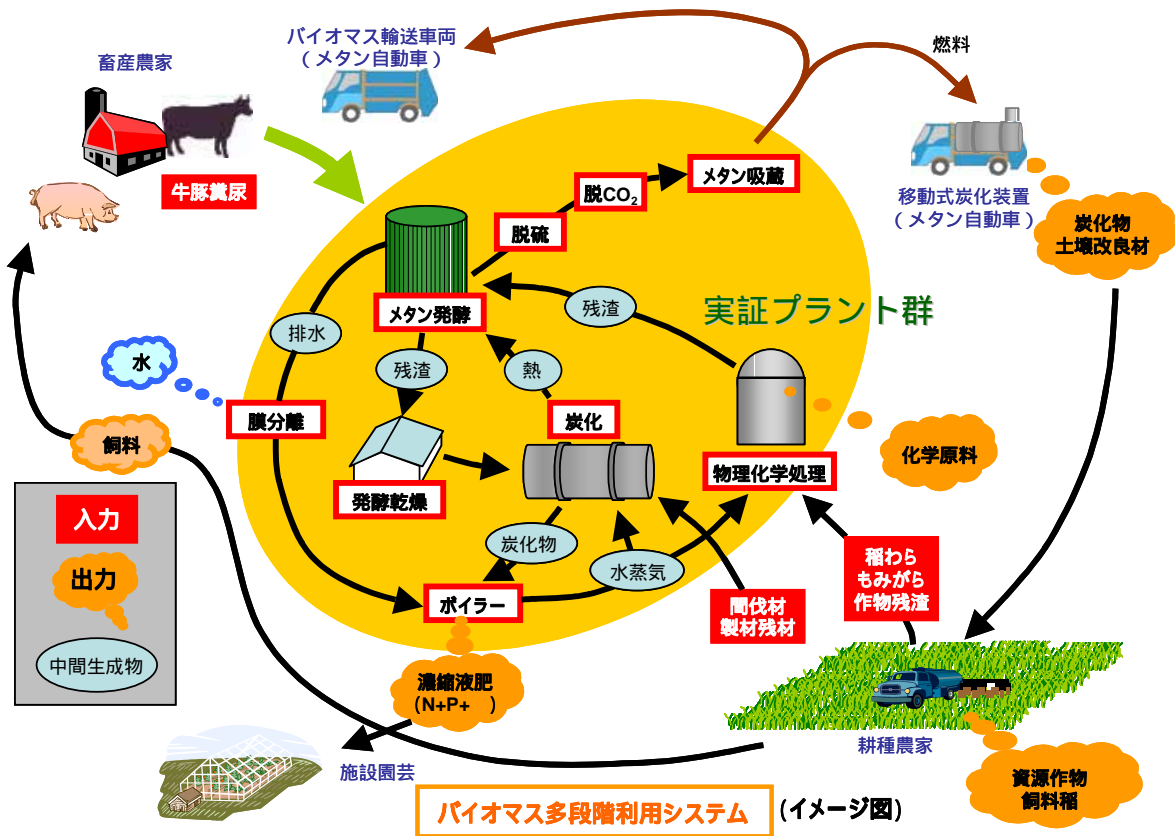 バイオマス輸送車両
(メタン自動車)
燃料
畜産農家
牛豚糞尿
メタン吸蔵
脱CO₂
脱硫
移動式炭化装置
(メタン自動車)
炭化物
土壌改良材
実証プラント群
メタン発酵
残渣
排水
水
残渣
熱
膜分離
炭化
飼料
化学原料
物理化学処理
発酵乾燥
入力
炭化物
水蒸気
稲わら
もみがら
作物残渣
出力
ボイラー
間伐材
製材残材
中間生成物
濃縮液肥
(N+P+ )
耕種農家
施設園芸
資源作物
飼料稲
バイオマス多段階利用システム (イメージ図)